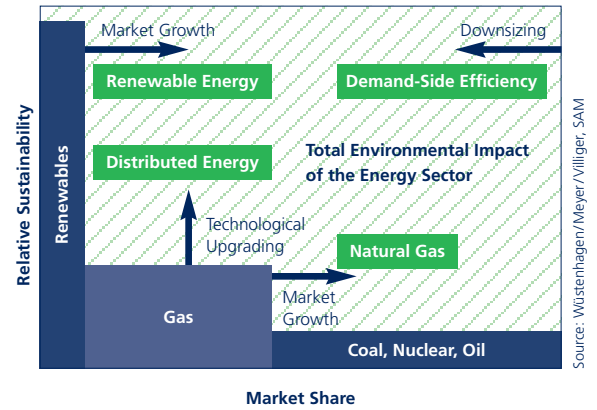 Market Growth
Downsizing
Renewable Energy
Demand-Side Efficiency
Relative Sustainability
Renewables
Distributed Energy
Total Environmental Impact
of the Energy Sector
Technological
Upgrading
Natural Gas
Market
Growth
Gas
Coal, Nuclear, Oil
Market Share
Source: Wüstenhagen/Meyer/Villiger, SAM